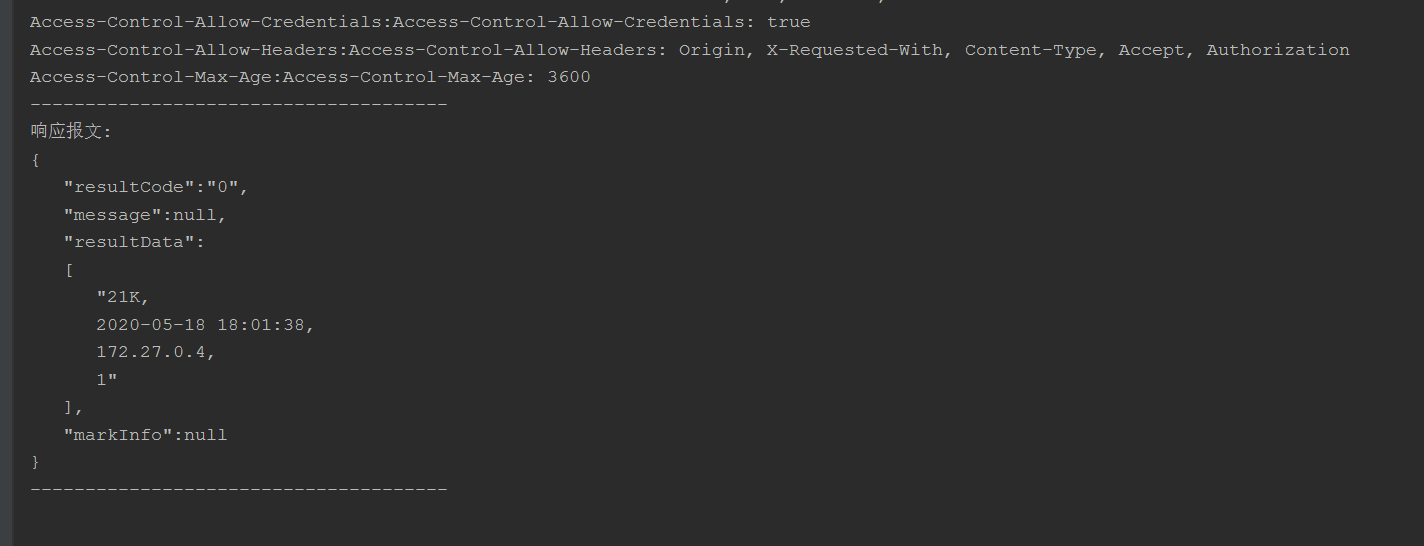 Access-Control-Allow-Credentials:Access-Control-Allow-Credentials: true
Access-Control-Allow-Headers:Access-Control-Allow-Headers: Origin, X-Requested-With, Content-Type, Accept, Authorization
Access-Control-Max-Age:Access-Control-Max-Age: 3600
--------------------------------------
响应报文:
{
   "resultCode":"0",
   "message":null,
   "resultData":
   [
      "21K,
      2020-05-18 18:01:38,
      172.27.0.4,
      1"
   ],
   "markInfo":null
}
--------------------------------------